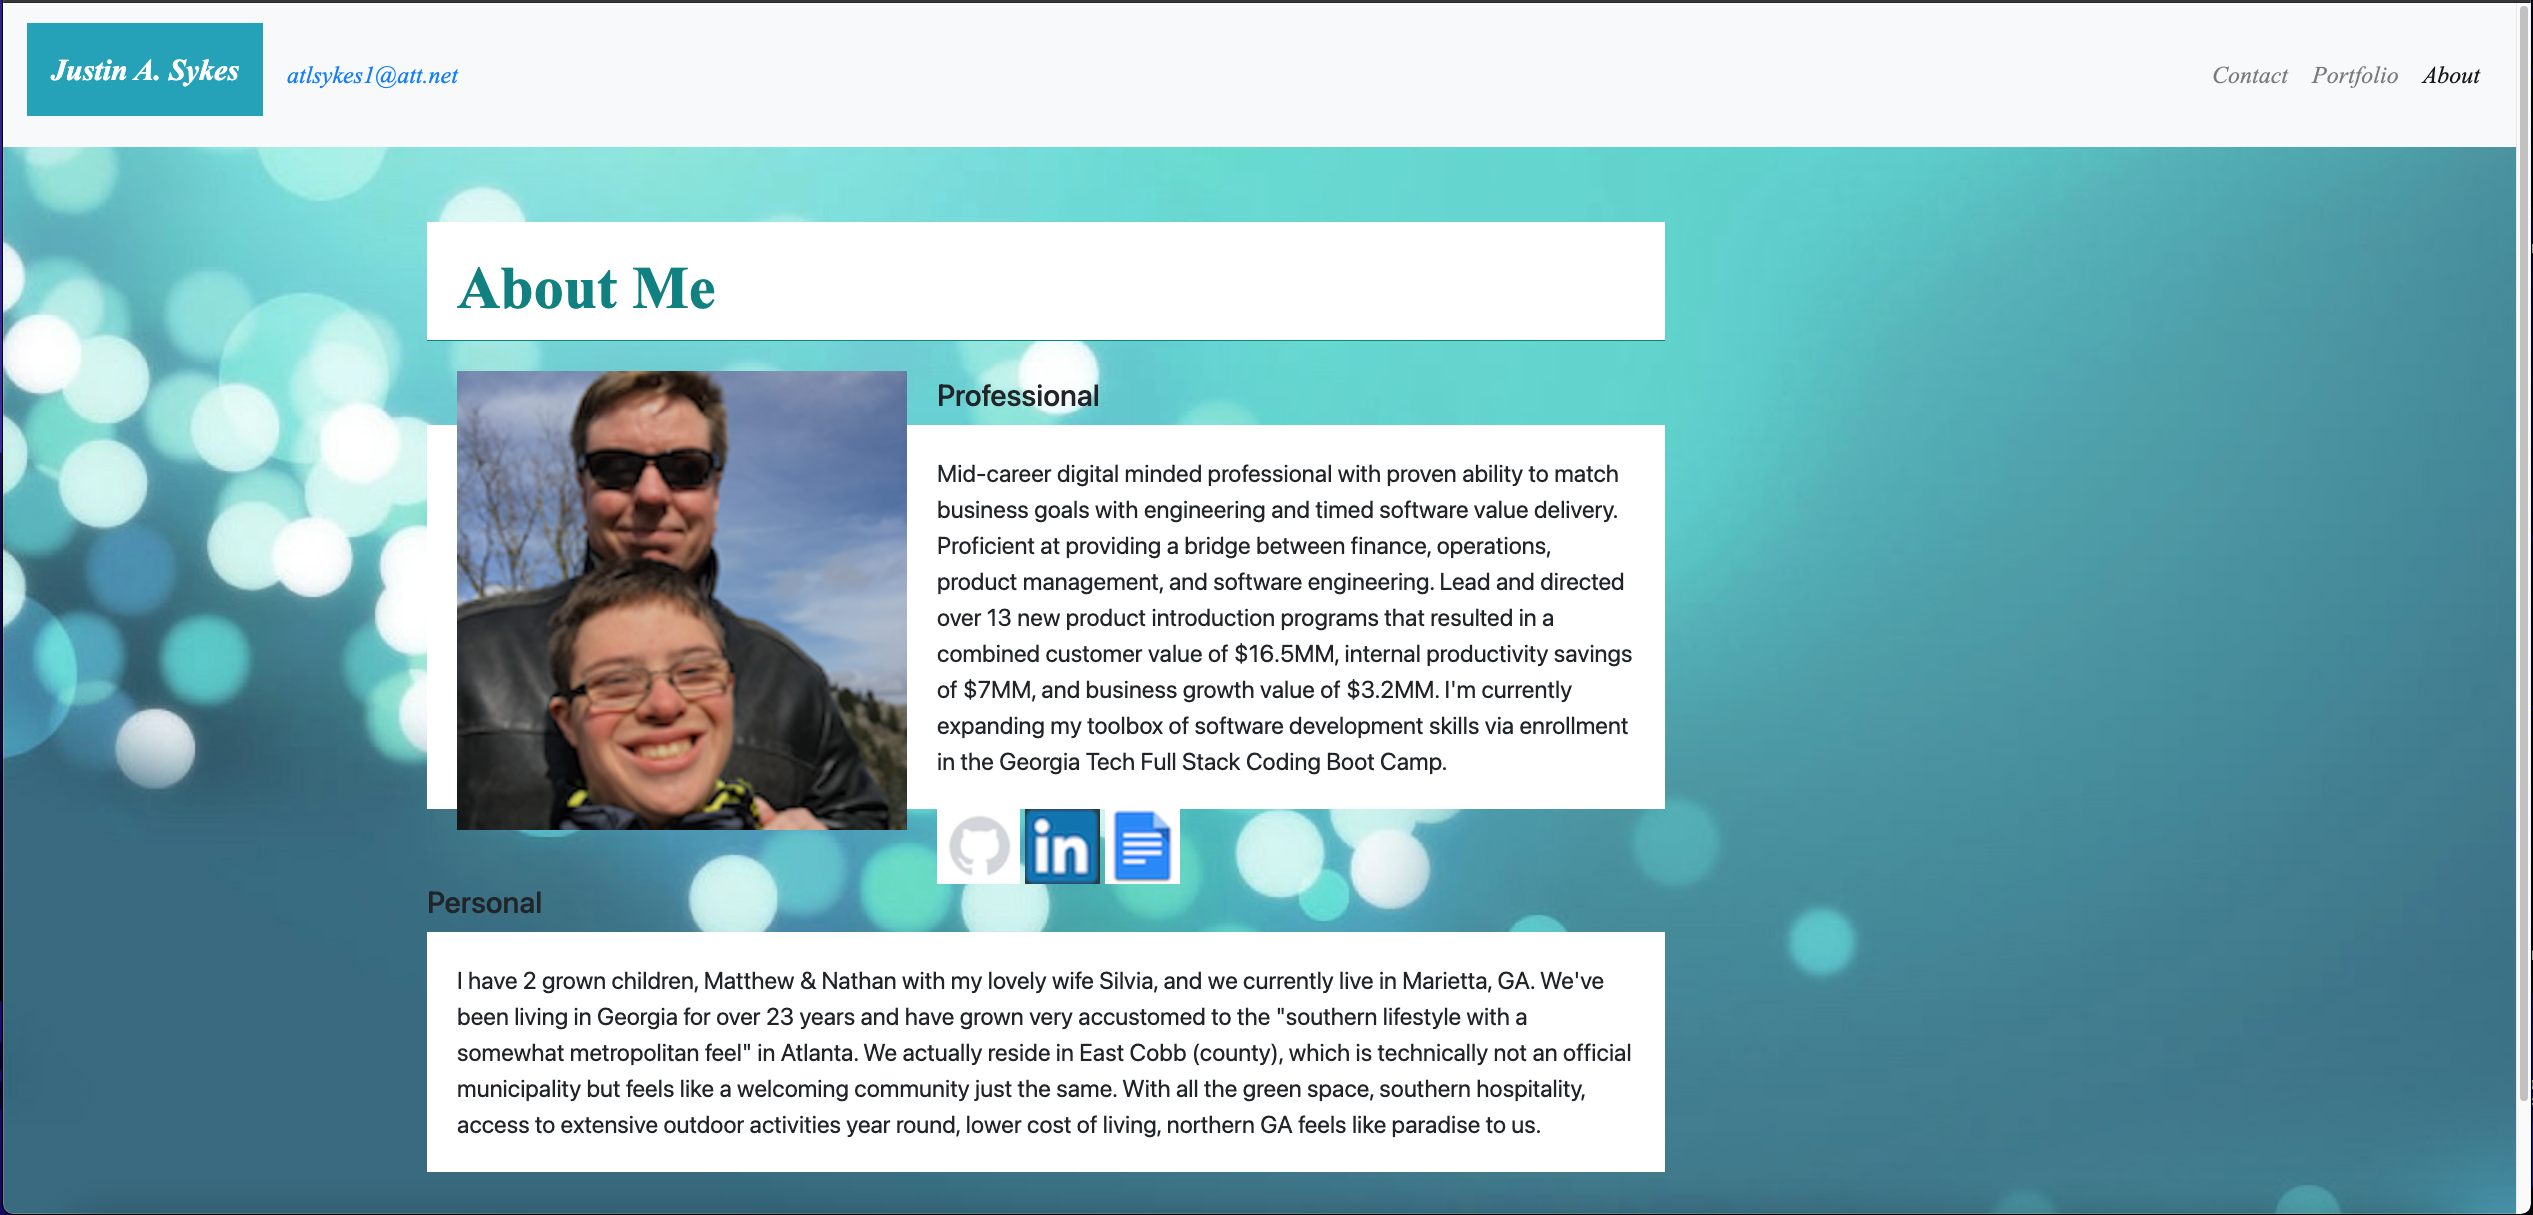 Justin A. Sykes
atlsykes1@att.net
Contact Portfolio About
About Me
Professional
Mid-career digital minded professional with proven ability to match
business goals with engineering and timed software value delivery.
Proficient at providing a bridge between finance, operations,
product management, and software engineering. Lead and directed
over 13 new product introduction programs that resulted in a
combined customer value of $16.5MM, internal productivity savings
of $7MM, and business growth value of $3.2MM. I'm currently
expanding my toolbox of software development skills via enrollment
in the Georgia Tech Full Stack Coding Boot Camp.
in
Personal
I have 2 grown children, Matthew & Nathan with my lovely wife Silvia, and we currently live in Marietta, GA. We've
been living in Georgia for over 23 years and have grown very accustomed to the "southern lifestyle with a
somewhat metropolitan feel" in Atlanta. We actually reside in East Cobb (county), which is technically not an official
municipality but feels like a welcoming community just the same. With all the green space, southern hospitality,
access to extensive outdoor activities year round, lower cost of living, northern GA feels like paradise to us.